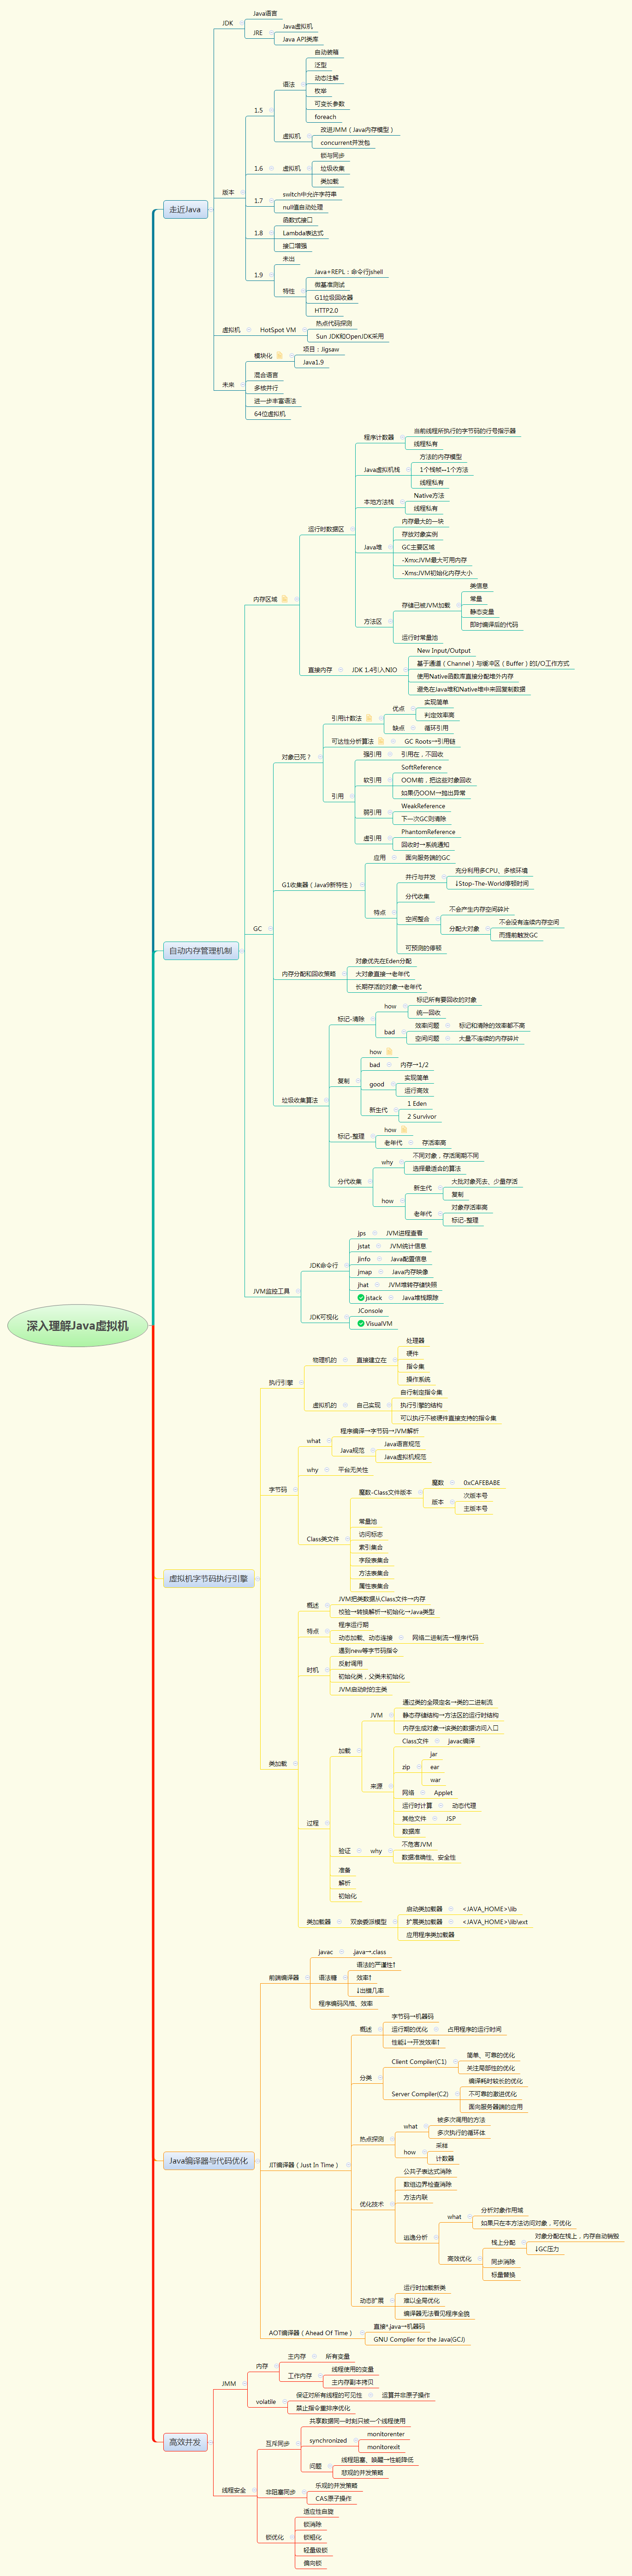 深入理解Java虚拟机
走近Java
JDK
Java语言
JRE
Java虚拟机
Java API类库
版本
1.5
语法
自动装箱
泛型
动态注解
枚举
可变长参数
foreach
虚拟机
改进JMM（Java内存模型）
concurrent开发包
1.6
虚拟机
锁与同步
垃圾收集
类加载
1.7
switch中允许字符串
null值自动处理
1.8
函数式接口
Lambda表达式
接口增强
1.9
未出
特性
Java+REPL：命令行jshell
微基准测试
G1垃圾回收器
HTTP2.0
虚拟机
HotSpot VM
热点代码探测
Sun JDK和OpenJDK采用
未来
模块化
项目：Jigsaw
Java1.9
混合语言
多核并行
进一步丰富语法
64位虚拟机
自动内存管理机制
内存区域
运行时数据区
程序计数器
当前线程所执行的字节码的行号指示器
线程私有
Java虚拟机栈
方法的内存模型
1个栈帧↔1个方法
线程私有
本地方法栈
Native方法
线程私有
Java堆
内存最大的一块
存放对象实例
GC主要区域
-Xmx:JVM最大可用内存
-Xms:JVM初始化内存大小
方法区
存储已被JVM加载
类信息
常量
静态变量
即时编译后的代码
运行时常量池
直接内存
JDK 1.4引入NIO
New Input/Output
基于通道（Channel）与缓冲区（Buffer）的I/O工作方式
使用Native函数库直接分配堆外内存
避免在Java堆和Native堆中来回复制数据
GC
对象已死？
引用计数法
优点
实现简单
判定效率高
缺点
循环引用
可达性分析算法
GC Roots→引用链
引用
强引用
引用在，不回收
软引用
SoftReference
OOM前，把这些对象回收
如果仍OOM→抛出异常
弱引用
WeakReference
下一次GC则清除
虚引用
PhantomReference
回收时→系统通知
G1收集器（Java9新特性）
应用
面向服务端的GC
特点
并行与并发
充分利用多CPU、多核环境
↓Stop-The-World停顿时间
分代收集
空间整合
不会产生内存空间碎片
分配大对象
不会没有连续内存空间
而提前触发GC
可预测的停顿
内存分配和回收策略
对象优先在Eden分配
大对象直接→老年代
长期存活的对象→老年代
垃圾收集算法
标记-清除
how
标记所有要回收的对象
统一回收
bad
效率问题
标记和清除的效率都不高
空间问题
大量不连续的内存碎片
复制
how
bad
内存→1/2
good
实现简单
运行高效
新生代
1 Eden
2 Survivor
标记-整理
how
老年代
存活率高
分代收集
why
不同对象，存活周期不同
选择最适合的算法
how
新生代
大批对象死去、少量存活
复制
老年代
对象存活率高
标记-整理
JVM监控工具
JDK命令行
jps
JVM进程查看
jstat
JVM统计信息
jinfo
Java配置信息
jmap
Java内存映像
jhat
JVM堆转存储快照
jstack
Java堆栈跟踪
JDK可视化
JConsole
VisualVM
虚拟机字节码执行引擎
执行引擎
物理机的
直接建立在
处理器
硬件
指令集
操作系统
虚拟机的
自己实现
自行制定指令集
执行引擎的结构
可以执行不被硬件直接支持的指令集
字节码
what
程序编译→字节码→JVM解析
Java规范
Java语言规范
Java虚拟机规范
why
平台无关性
Class类文件
魔数-Class文件版本
魔数
0xCAFEBABE
版本
次版本号
主版本号
常量池
访问标志
索引集合
字段表集合
方法表集合
属性表集合
类加载
概述
JVM把类数据从Class文件→内存
校验→转换解析→初始化→Java类型
特点
程序运行期
动态加载、动态连接
网络二进制流→程序代码
时机
遇到new等字节码指令
反射调用
初始化类，父类未初始化
JVM启动时的主类
过程
加载
JVM
通过类的全限定名→类的二进制流
静态存储结构→方法区的运行时结构
内存生成对象→该类的数据访问入口
来源
Class文件
javac编译
zip
jar
ear
war
网络
Applet
运行时计算
动态代理
其他文件
JSP
数据库
验证
why
不危害JVM
数据准确性、安全性
准备
解析
初始化
类加载器
双亲委派模型
启动类加载器
<JAVA_HOME>\lib
扩展类加载器
<JAVA_HOME>\lib\ext
应用程序类加载器
Java编译器与代码优化
前端编译器
javac
.java→.class
语法糖
语法的严谨性↑
效率↑
↓出错几率
程序编码风格、效率
JIT编译器（Just In Time）
概述
字节码→机器码
运行期的优化
占用程序的运行时间
性能↓→开发效率↑
分类
Client Compiler(C1)
简单、可靠的优化
关注局部性的优化
Server Compiler(C2)
编译耗时较长的优化
不可靠的激进优化
面向服务器端的应用
热点探测
what
被多次调用的方法
多次执行的循环体
how
采样
计数器
优化技术
公共子表达式消除
数组边界检查消除
方法内联
逃逸分析
what
分析对象作用域
如果只在本方法访问对象，可优化
高效优化
栈上分配
对象分配在栈上，内存自动销毁
↓GC压力
同步消除
标量替换
动态扩展
运行时加载新类
难以全局优化
编译器无法看见程序全貌
AOT编译器（Ahead Of Time）
直接*.java→机器码
GNU Complier for the Java(GCJ)
高效并发
JMM
内存
主内存
所有变量
工作内存
线程使用的变量
主内存副本拷贝
volatile
保证对所有线程的可见性
运算并非原子操作
禁止指令重排序优化
线程安全
互斥同步
共享数据同一时刻只被一个线程使用
synchronized
monitorenter
monitorexit
问题
线程阻塞、唤醒→性能降低
悲观的并发策略
非阻塞同步
乐观的并发策略
CAS原子操作
锁优化
适应性自旋
锁消除
锁粗化
轻量级锁
偏向锁